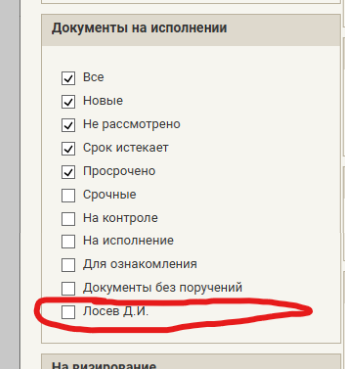 Документы на исполнении
Все
Новые
Не рассмотрено
Срок истекает
Просрочено
Срочные
На контроле
На исполнение
Для ознакомления
Документы без поручений
Лосев Д.И.
На визирование